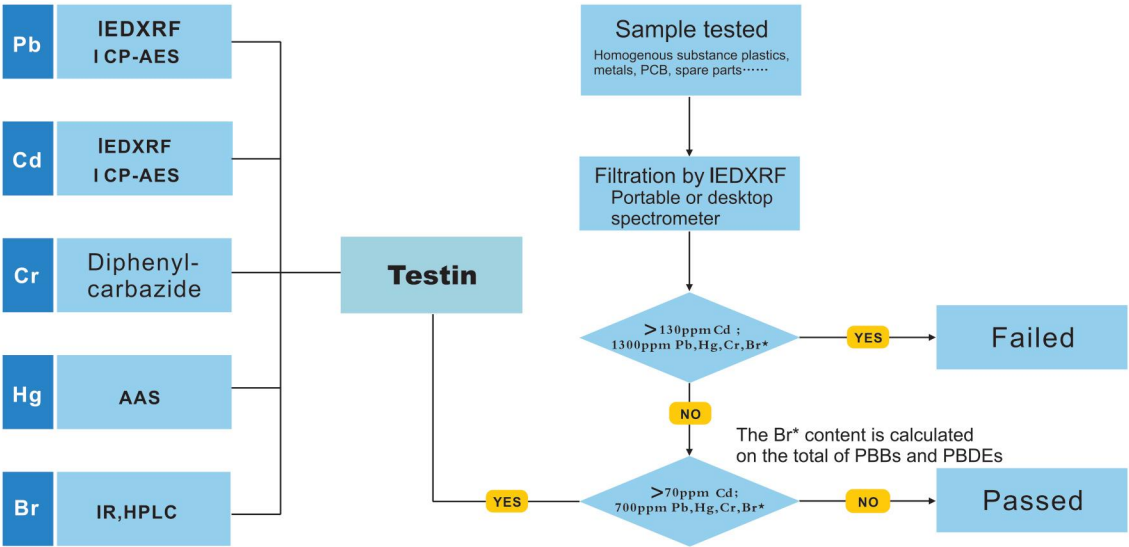 Pb
IEDXRF
I CP-AES
Cd
IEDXRF
I CP-AES
Cr
Diphenyl-
carbazide
Hg
AAS
Br
IR,HPLC
Testin
Sample tested
Homogenous substance plastics,
metals, PCB, spare parts······
Filtration by IEDXRF
Portable or desktop
spectrometer
>130ppm Cd ;
1300ppm Pb,Hg,Cr,Br*
YES
Failed
NO
The Br* content is calculated
on the total of PBBs and PBDEs
>70ppm Cd;
700ppm Pb,Hg,Cr,Br*
YES
NO
Passed